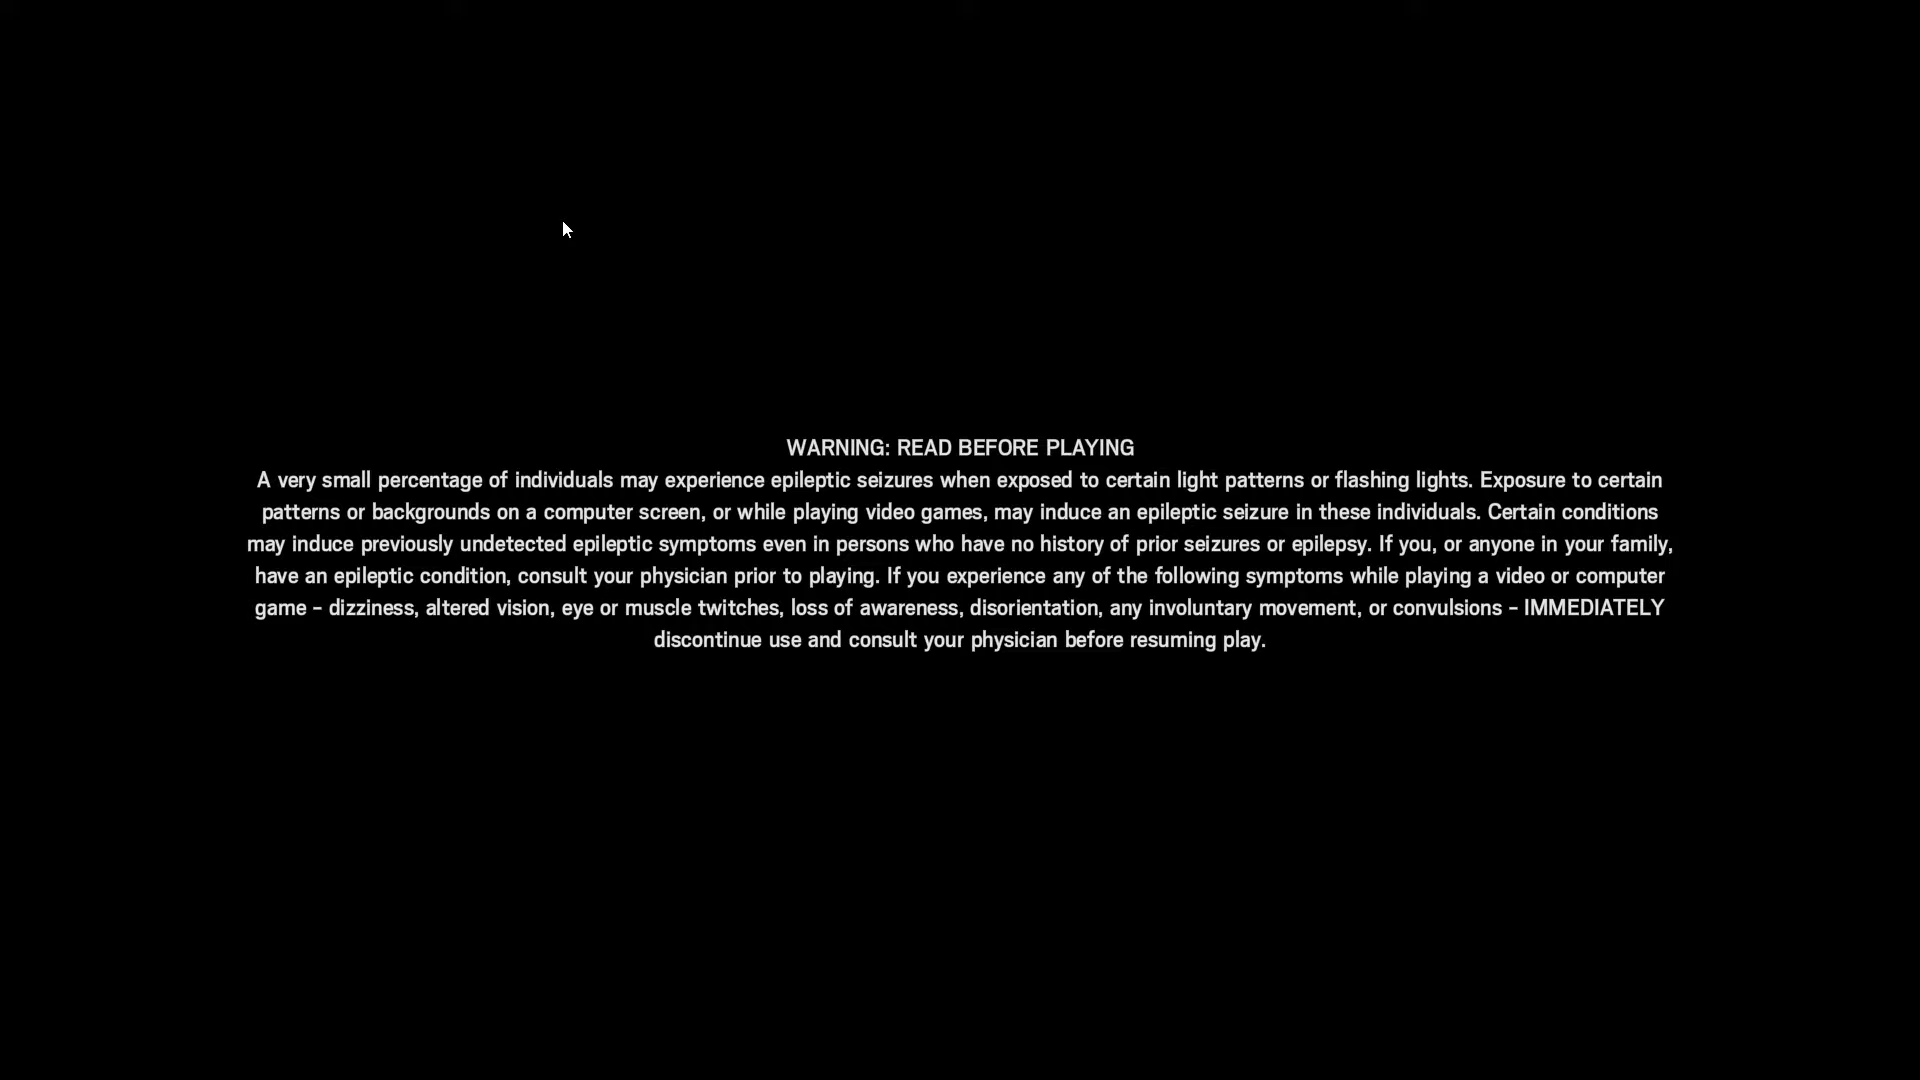 WARNING: READ BEFORE PLAYING
A very small percentage of individuals may experience epileptic seizures when exposed to certain light patterns or flashing lights. Exposure to certain
patterns or backgrounds on a computer screen, or while playing video games, may induce an epileptic seizure in these individuals. Certain conditions
may induce previously undetected epileptic symptoms even in persons who have no history of prior seizures or epilepsy. If you, or anyone in your family,
have an epileptic condition, consult your physician prior to playing. If you experience any of the following symptoms while playing a video or computer
game – dizziness, altered vision, eye or muscle twitches, loss of awareness, disorientation, any involuntary movement, or convulsions – IMMEDIATELY
discontinue use and consult your physician before resuming play.